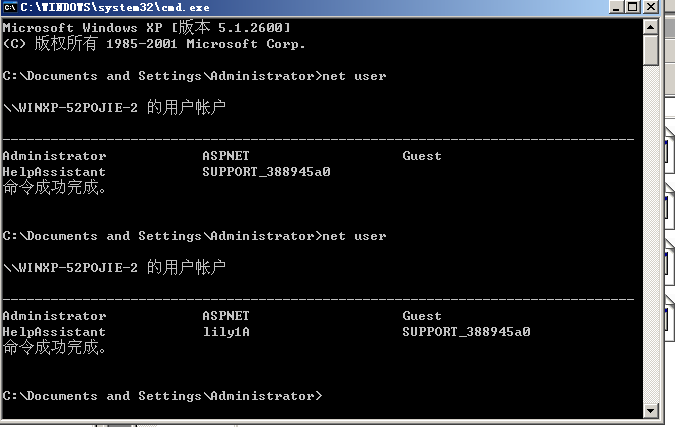 C:\WINDOWS\system32\cmd.exe
Microsoft Windows XP [版本 5.1.2600]
(C) 版权所有 1985-2001 Microsoft Corp.
C:\Documents and Settings\Administrator>net user
\\WINXP-52POJIE-2 的用户帐户
-------------------------------------------------------------------------------
Administrator            ASPNET                   Guest
HelpAssistant            SUPPORT_388945a0
命令成功完成。
C:\Documents and Settings\Administrator>net user
\\WINXP-52POJIE-2 的用户帐户
-------------------------------------------------------------------------------
Administrator            ASPNET                   Guest
HelpAssistant            lily1A                   SUPPORT_388945a0
命令成功完成。
C:\Documents and Settings\Administrator>